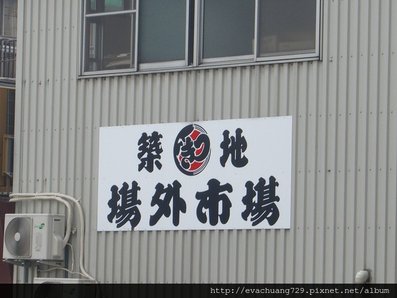 築地
場外市場
http://evachuang729.pixnet.net/album